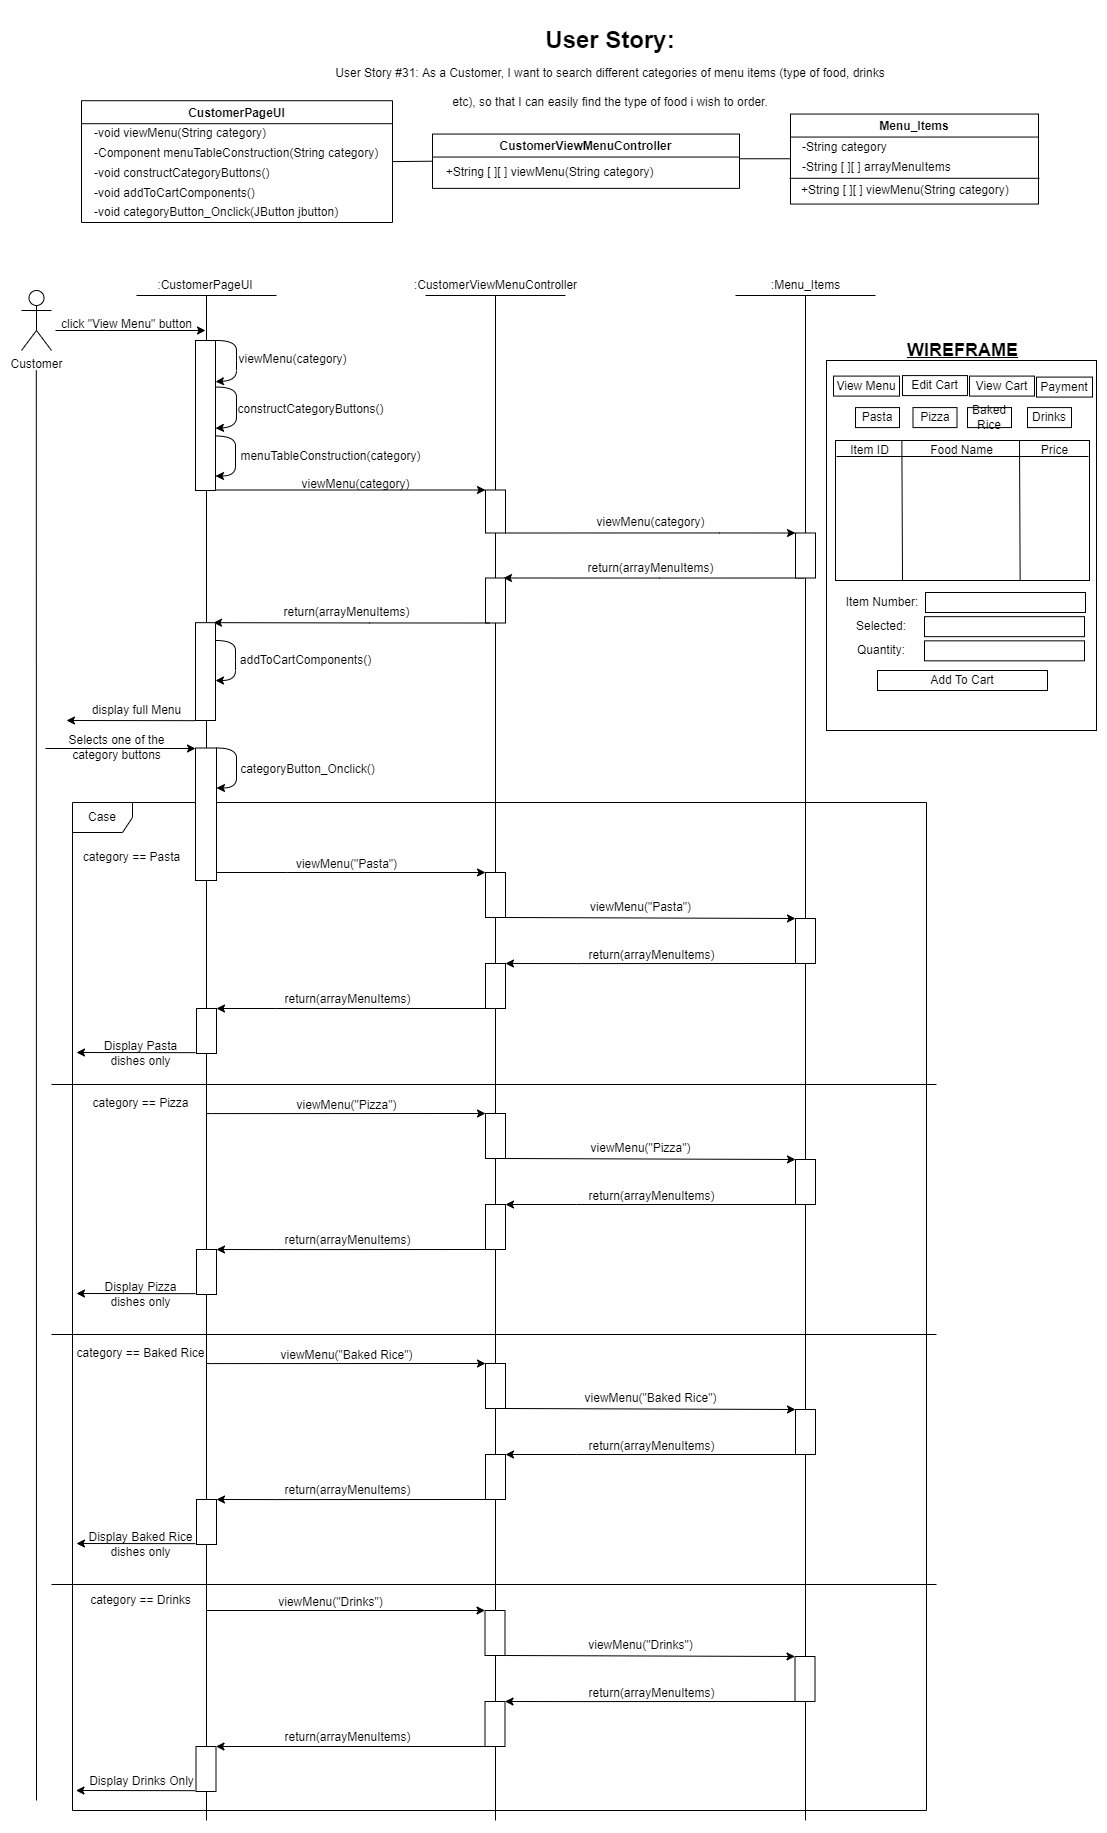 User Story:
User Story #31: As a Customer, I want to search different categories of menu items (type of food, drinks
etc), so that I can easily find the type of food i wish to order.
CustomerPageUI
-void viewMenu(String category)
-Component menuTableConstruction(String category)
-void constructCategoryButtons()
-void addToCartComponents()
-void categoryButton_Onclick(JButton jbutton)
CustomerViewMenuController
+String [ ][ ] viewMenu(String category)
Menu_Items
-String category
-String [ ][ ] arrayMenuItems
+String [ ][ ] viewMenu(String category)
:CustomerPageUI
:CustomerViewMenuController
:Menu_Items
Customer
click "View Menu" button
viewMenu(category)
constructCategoryButtons()
menuTableConstruction(category)
viewMenu(category)
viewMenu(category)
return(arrayMenuItems)
return(arrayMenuItems)
addToCartComponents()
display full Menu
Selects one of the
category buttons
categoryButton_Onclick()
WIREFRAME
View Menu
Edit Cart
View Cart
Payment
Pasta
Pizza
Baked
Rice
Drinks
Item ID
Food Name
Price
Item Number:
Selected:
Quantity:
Add To Cart
Case
category == Pasta
viewMenu("Pasta")
viewMenu("Pasta")
return(arrayMenuItems)
return(arrayMenuItems)
Display Pasta
dishes only
category == Pizza
viewMenu("Pizza")
viewMenu("Pizza")
return(arrayMenuItems)
return(arrayMenuItems)
Display Pizza
dishes only
category == Baked Rice
viewMenu("Baked Rice")
viewMenu("Baked Rice")
return(arrayMenuItems)
return(arrayMenuItems)
Display Baked Rice
dishes only
category == Drinks
viewMenu("Drinks")
viewMenu("Drinks")
return(arrayMenuItems)
return(arrayMenuItems)
Display Drinks Only